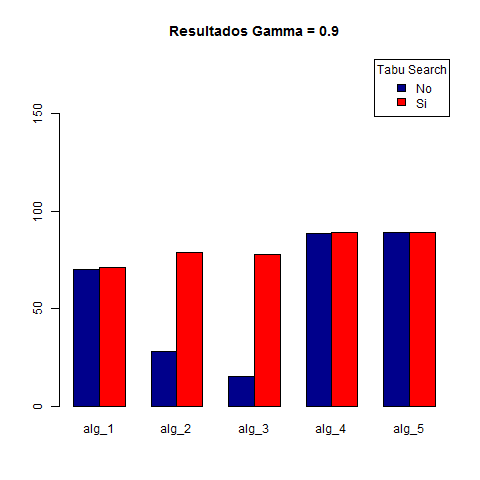 Resultados Gamma = 0.9
Tabu Search
No
Si
150
100
50
0
alg_1 alg_2 alg_3 alg_4 alg_5